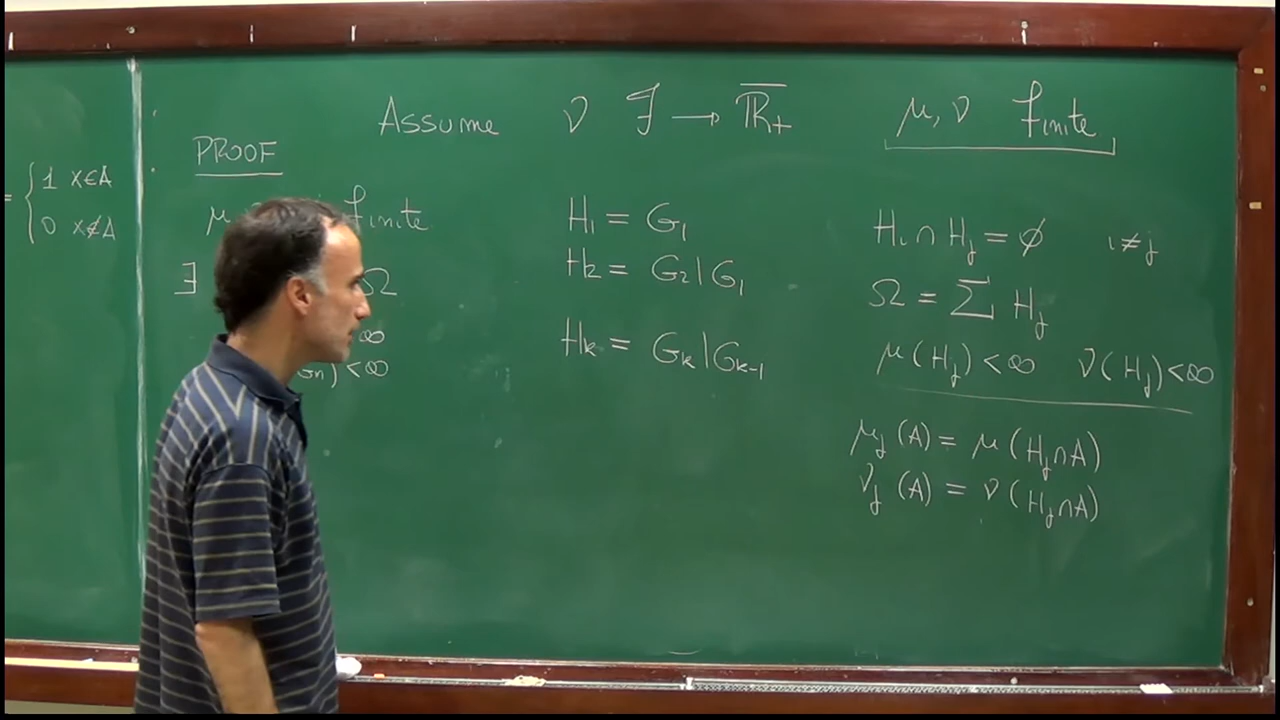 = { 1 x∈A
0 x∉A
Assume ν ℱ → ℝ̅₊ μ, ν finite
PROOF
μ finite
∃ Ω
∞
Gn) < ∞
H₁ = G₁
H₂ = G₂\G₁
Hₖ = Gₖ\Gₖ₋₁
Hᵢ ∩ Hⱼ = ∅ i≠j
Ω = Σ Hⱼ
μ(Hⱼ) < ∞ ν(Hⱼ) < ∞
μⱼ(A) = μ(Hⱼ∩A)
νⱼ(A) = ν(Hⱼ∩A)